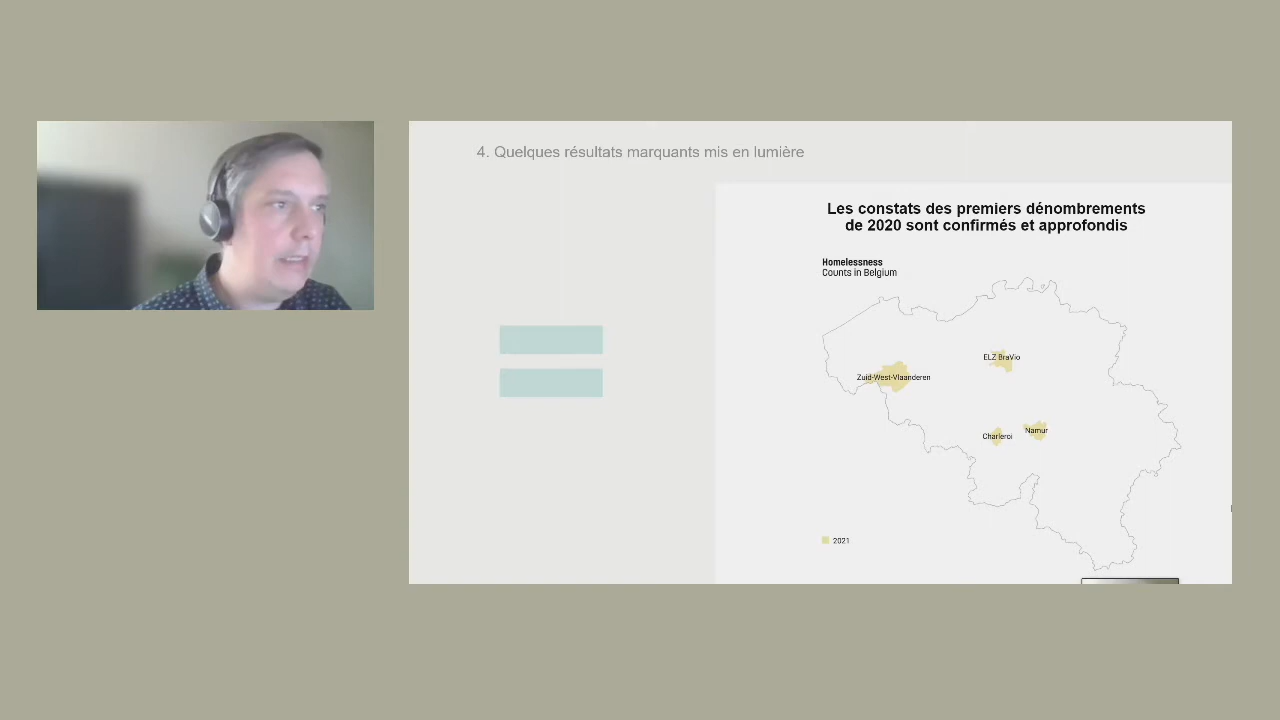 4. Quelques résultats marquants mis en lumière
Les constats des premiers dénombrements
de 2020 sont confirmés et approfondis
Homelessness
Counts in Belgium
ELZ BraVio
Zuid-West-Vlaanderen
Namur
Charleroi
2021